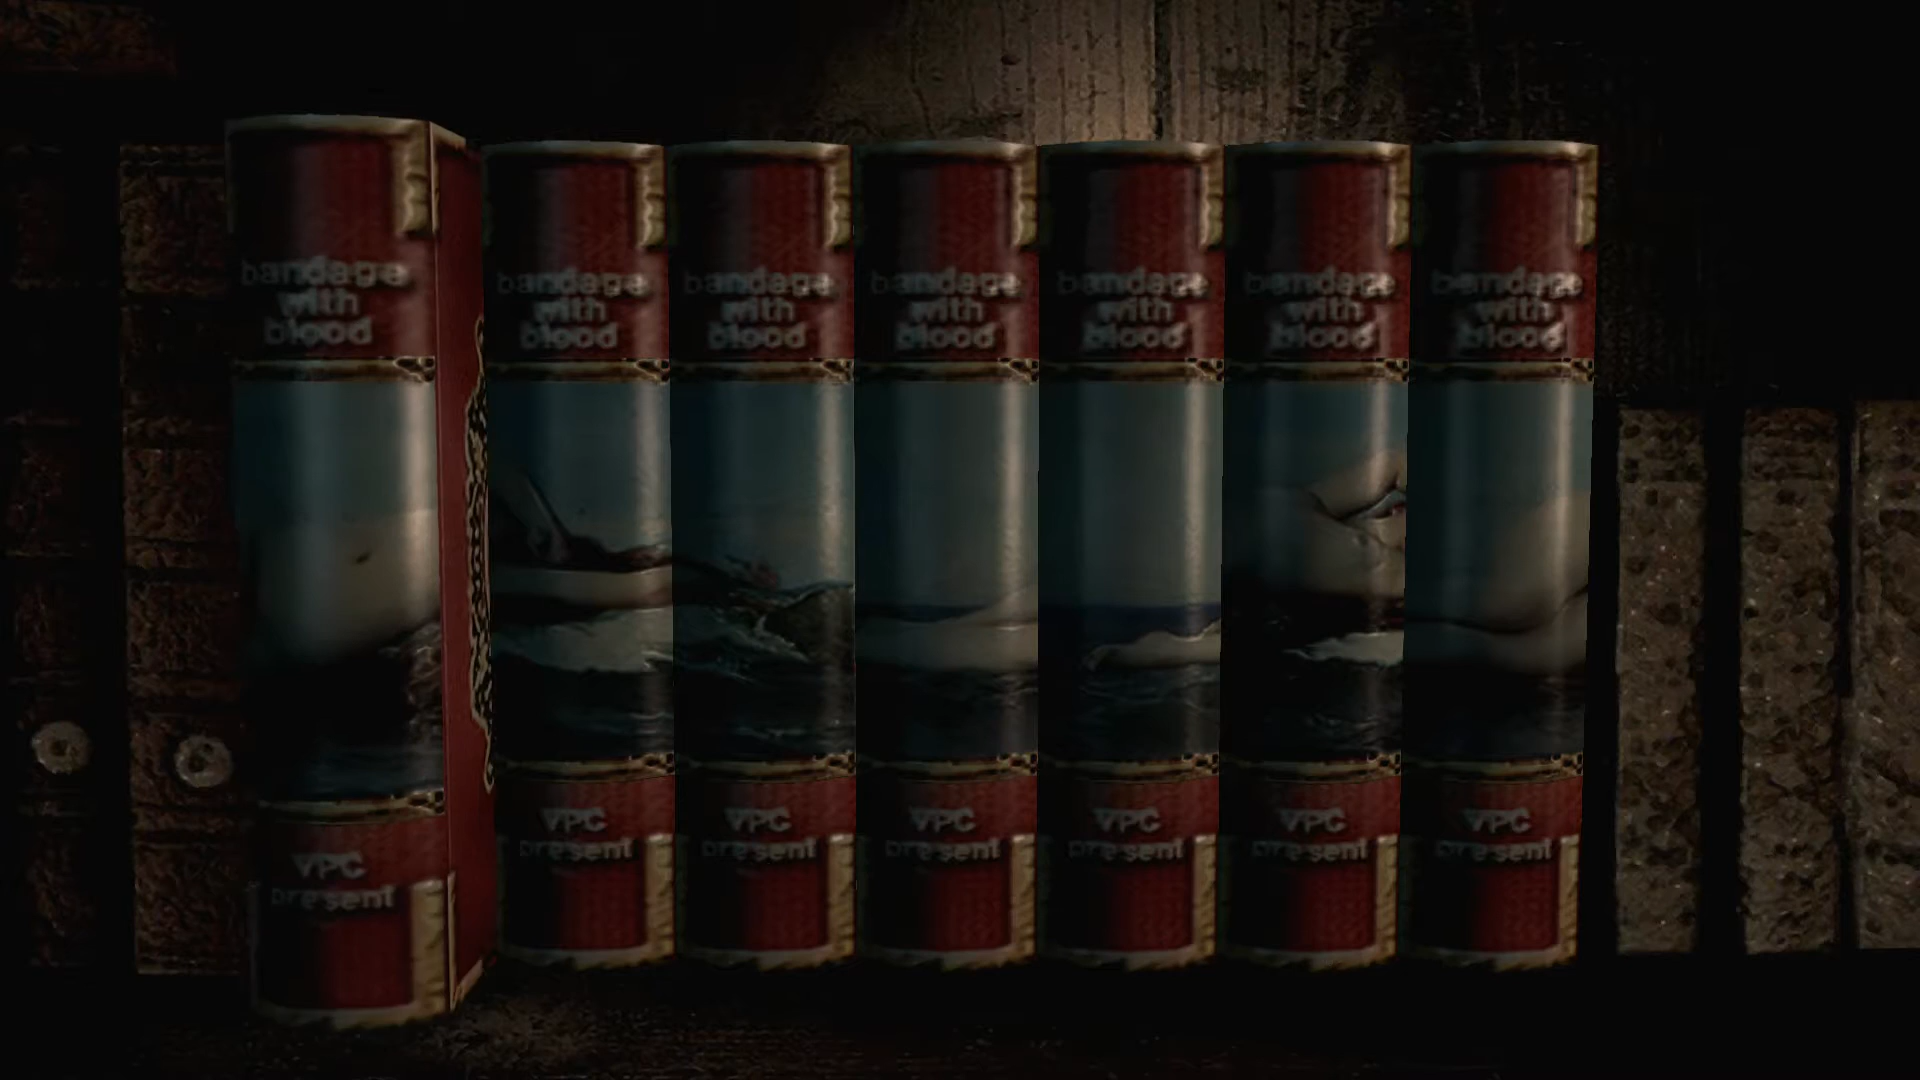 bandage
with
blood
VPC
present
bandage
with
blood
VPC
present
bandage
with
blood
VPC
present
bandage
with
blood
VPC
present
bandage
with
blood
VPC
present
bandage
with
blood
VPC
present
bandage
with
blood
VPC
present